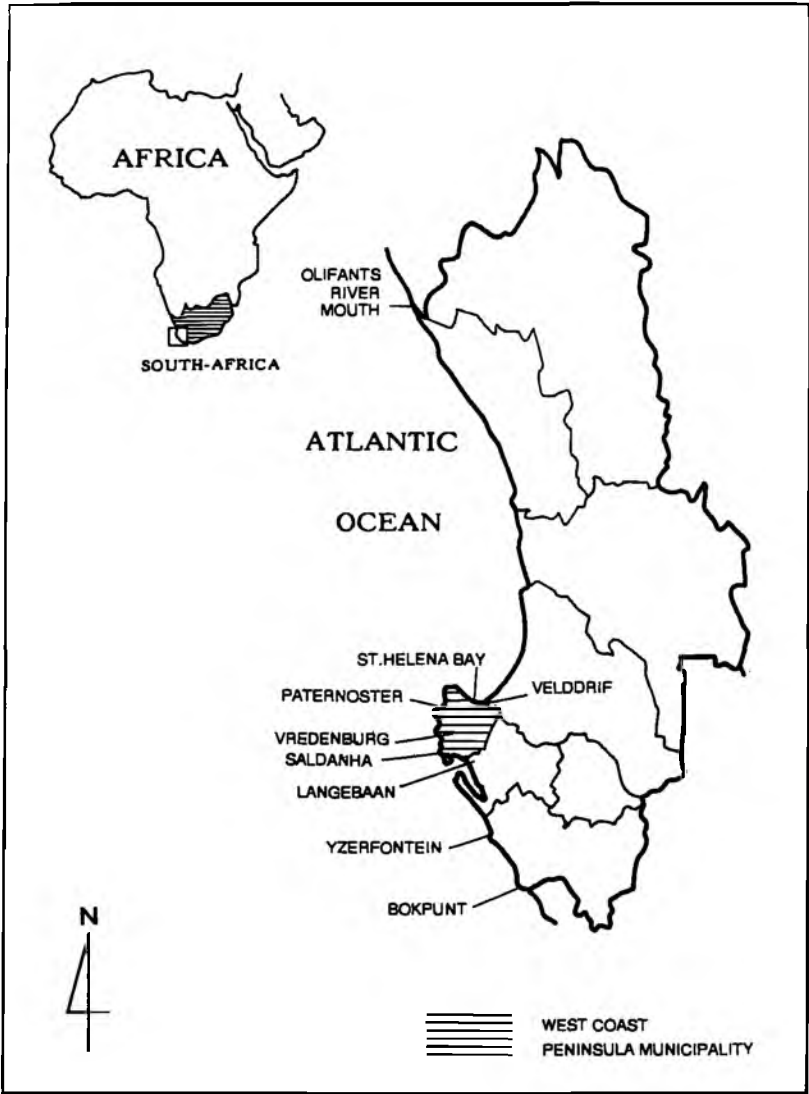 AFRICA
SOUTH-AFRICA
OLIFANTS
RIVER
MOUTH
ATLANTIC
OCEAN
ST.HELENA BAY
VELDDRIF
PATERNOSTER
VREDENBURG
SALDANHA
LANGEBAAN
YZERFONTEIN
BOKPUNT
N
WEST COAST
PENINSULA MUNICIPALITY